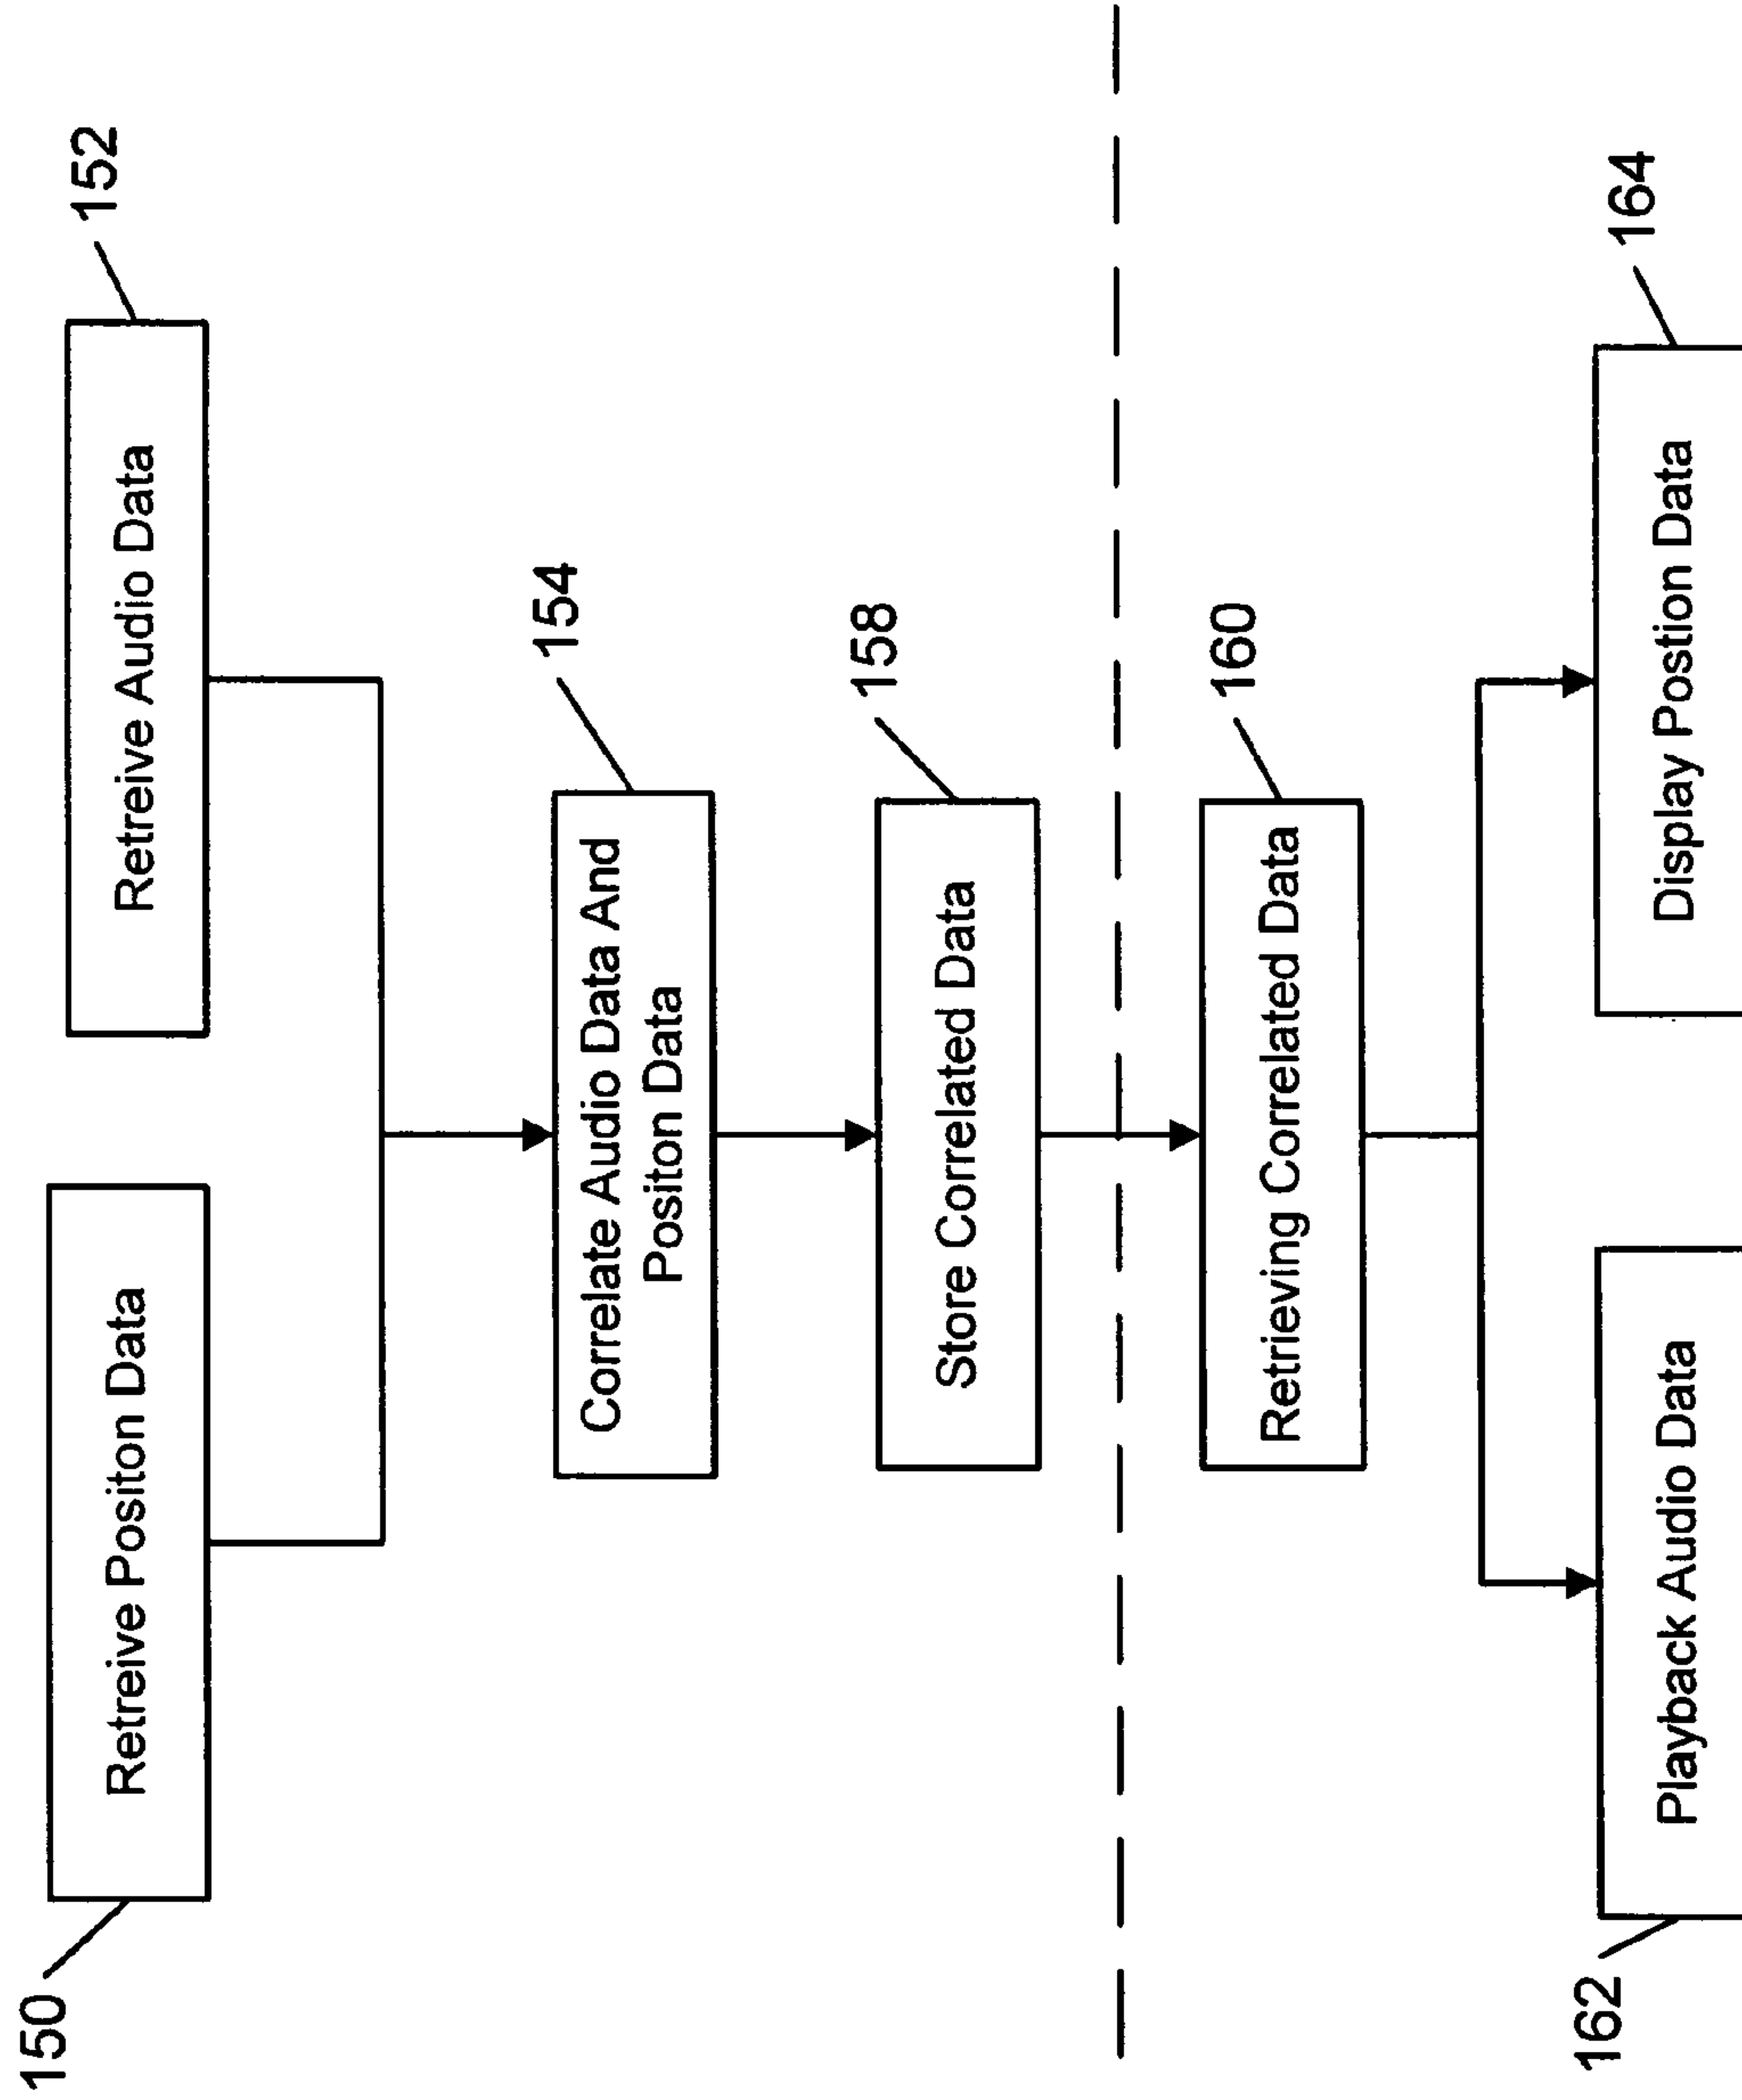 150
Retreive Positon Data
Retreive Audio Data
152
Correlate Audio Data And
Positon Data
154
Store Correlated Data
158
Retrieving Correlated Data
160
162
Playback Audio Data
Display Postion Data
164